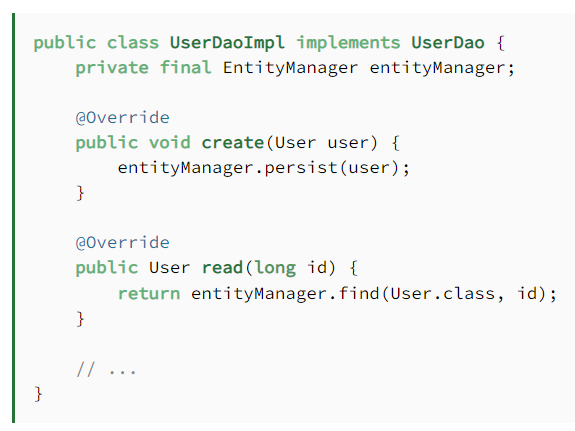 public class UserDaoImpl implements UserDao {
    private final EntityManager entityManager;

    @Override
    public void create(User user) {
        entityManager.persist(user);
    }

    @Override
    public User read(long id) {
        return entityManager.find(User.class, id);
    }

    // ...
}